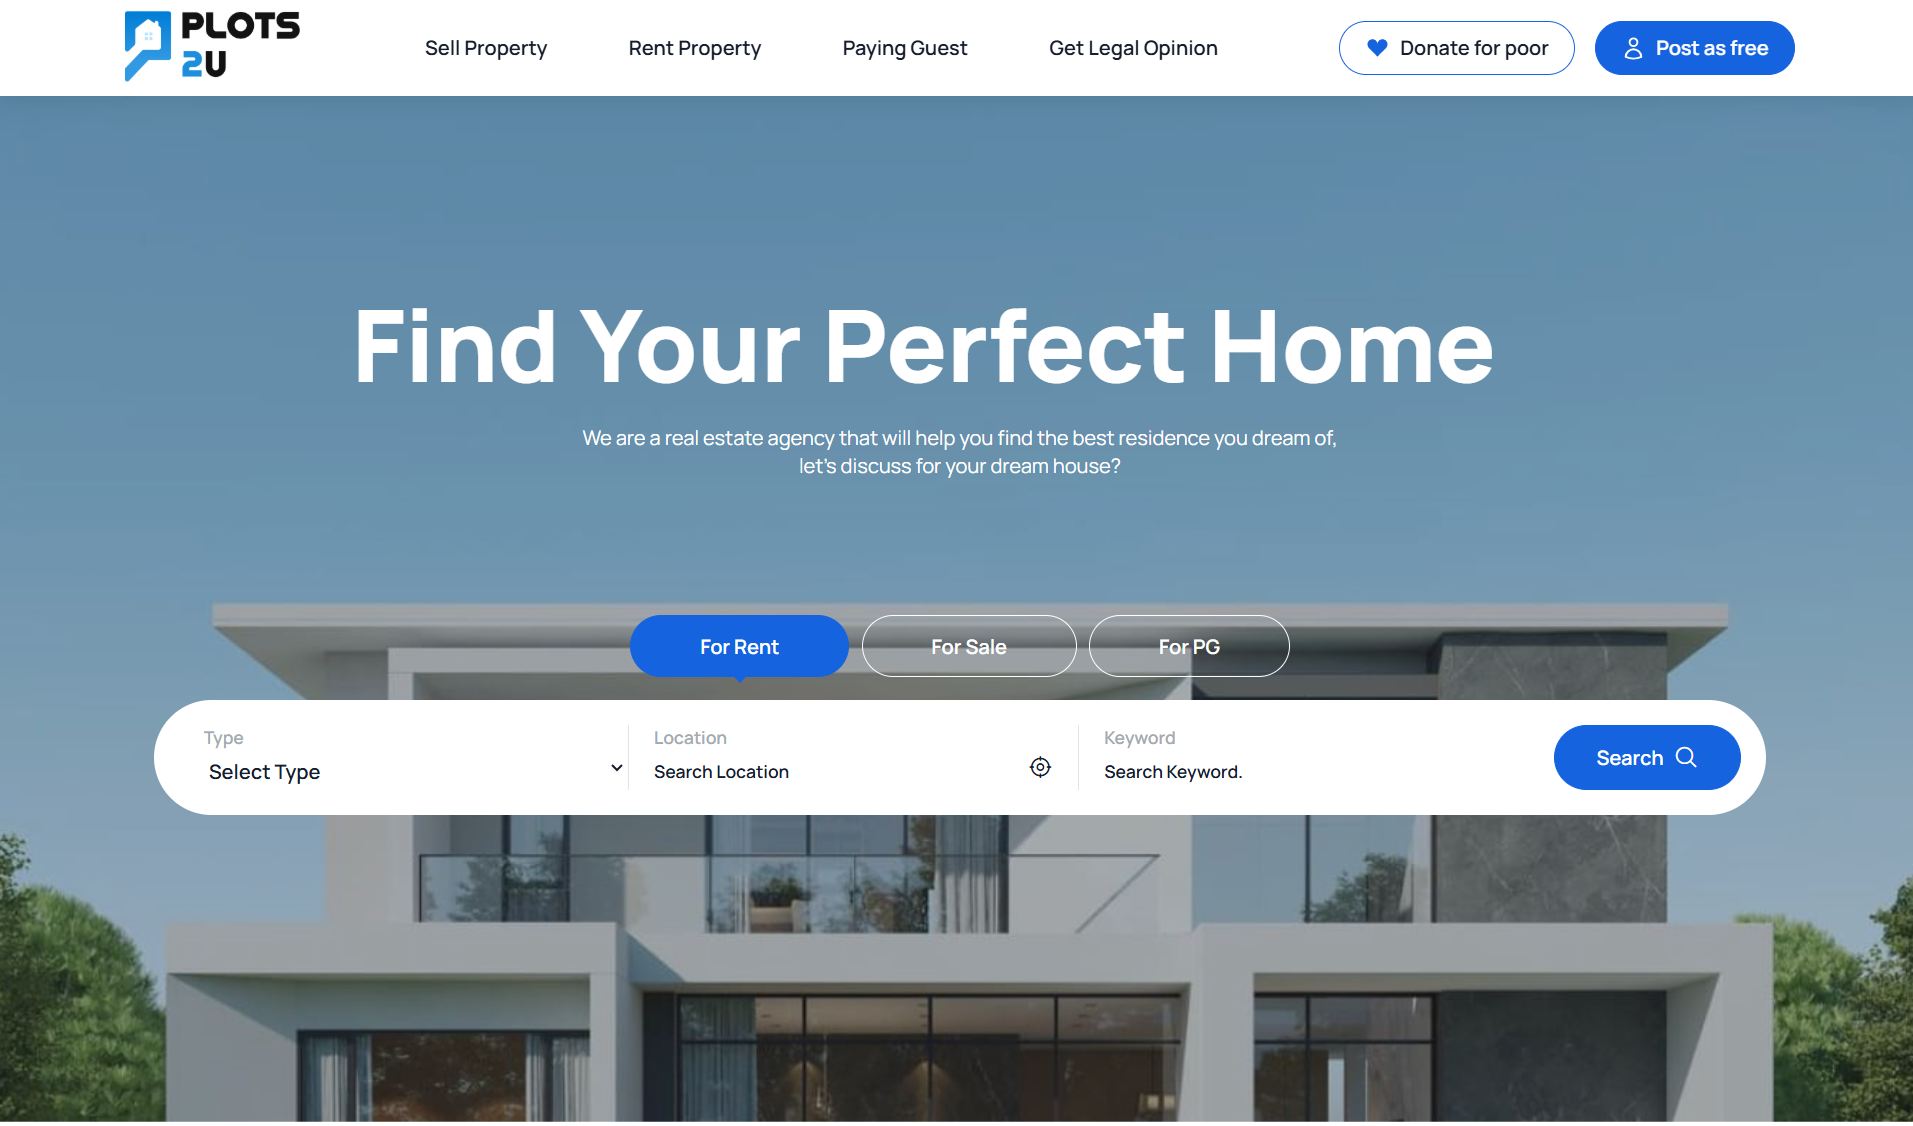 PLOTS
2U
Sell Property
Rent Property
Paying Guest
Get Legal Opinion
Donate for poor
Post as free
Find Your Perfect Home
We are a real estate agency that will help you find the best residence you dream of,
let's discuss for your dream house?
For Rent
For Sale
For PG
Type
Select Type
Location
Search Location
Keyword
Search Keyword.
Search